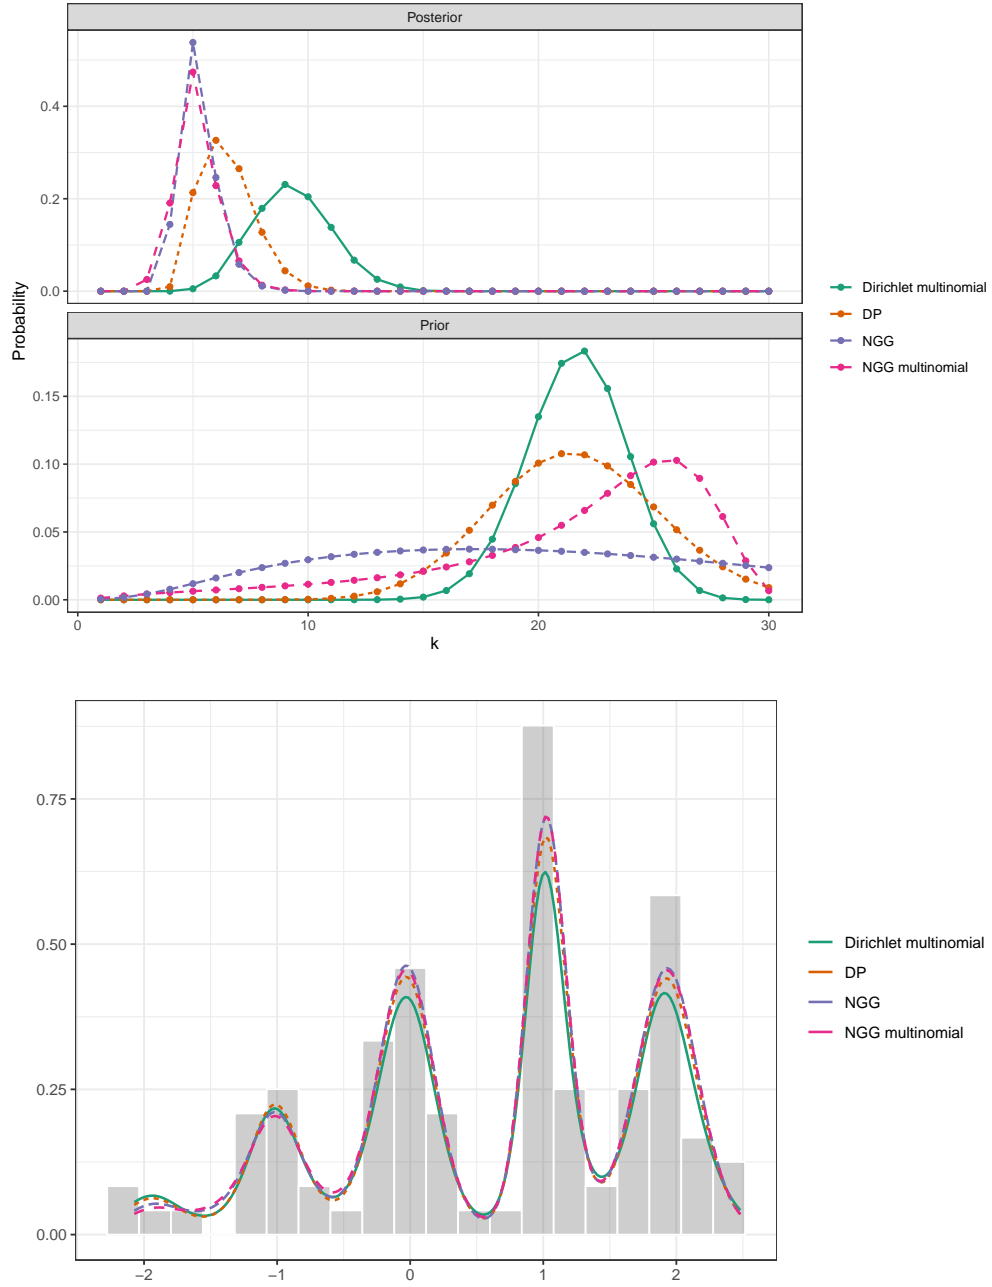 Posterior
0.4
0.2
0.0
Probability
Prior
0.15
0.10
0.05
0.00
0 10 20 30
k
Dirichlet multinomial
DP
NGG
NGG multinomial
0.75
0.50
0.25
0.00
−2 −1 0 1 2
Dirichlet multinomial
DP
NGG
NGG multinomial